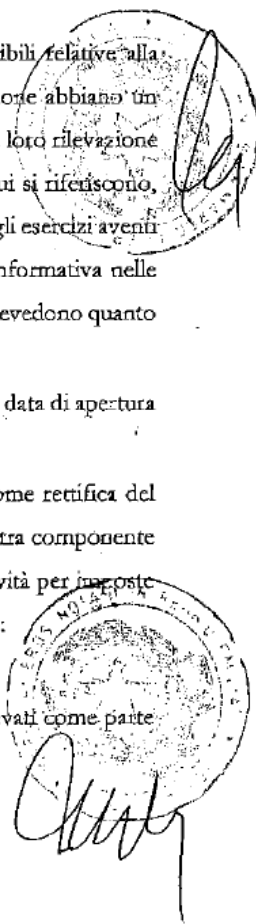 ibili relative alla
one abbiano un
loro rilevazione
ui si riferiscono,
gli esercizi aventi
nformativa nelle
evedono quanto
data di apertura
ome rettifica del
tra componente
vità per imposte
:
vati come parte